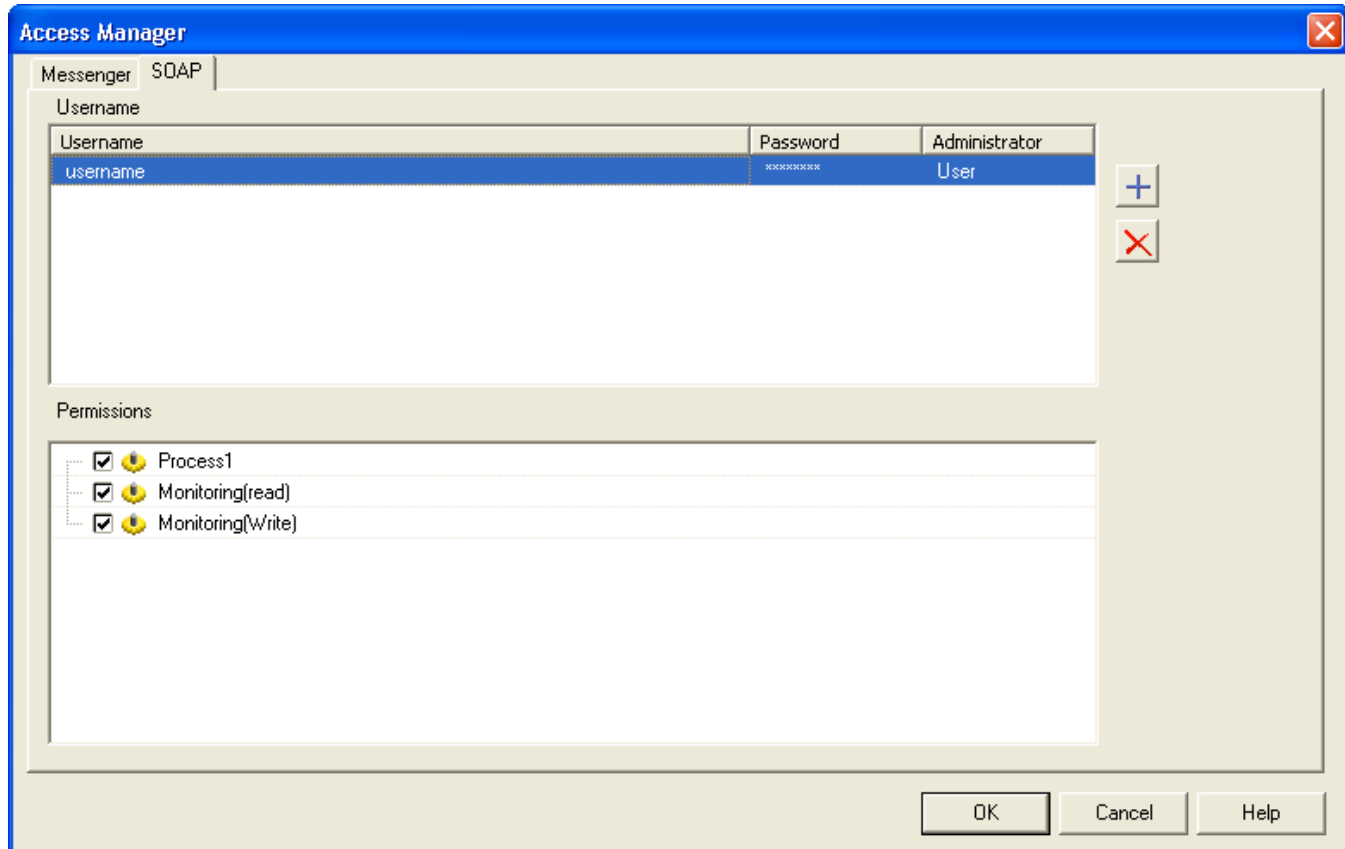 Access Manager
Messenger SOAP
Username
Username Password Administrator
username ******** User
Permissions
Process1
Monitoring(read)
Monitoring(Write)
OK Cancel Help